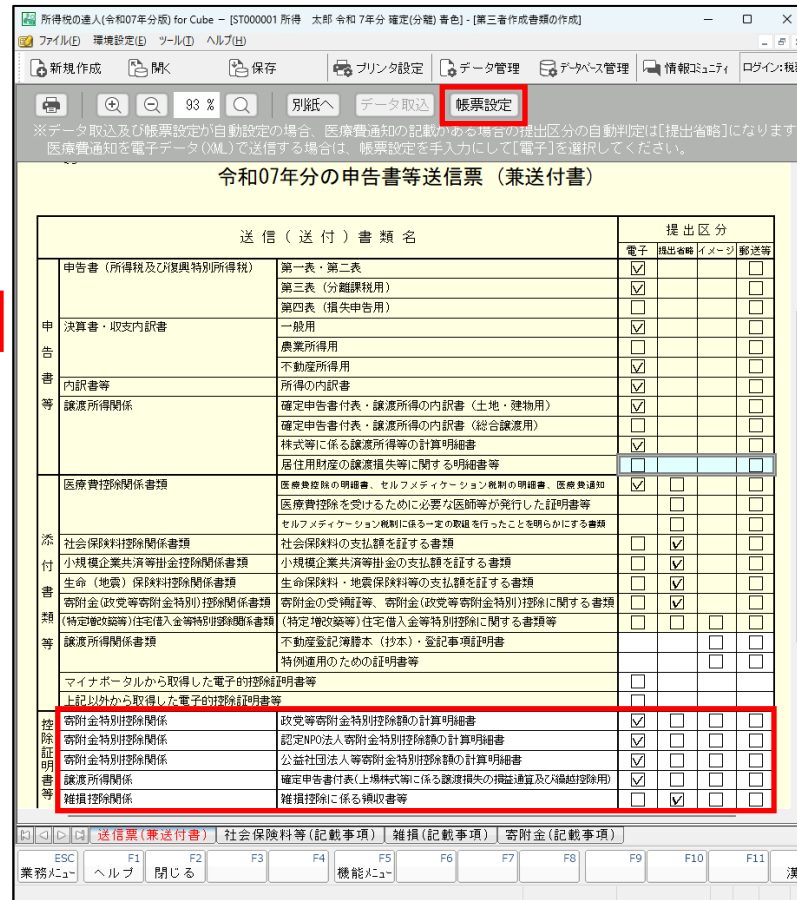 所得税の達人(令和07年分版) for Cube - [ST000001 所得　太郎 令和 7年分 確定(分離) 青色] - [第三者作成書類の作成]
ファイル(F) 環境設定(E) ツール(T) ヘルプ(H)
新規作成 開く 保存 プリンタ設定 データ管理 データベース管理 情報コミュニティ ログイン:税
93 % 別紙へ データ取込 帳票設定
※データ取込及び帳票設定が自動設定の場合、医療費通知の記載がある場合の提出区分の自動判定は[提出省略]になります
医療費通知を電子データ(XML)で送信する場合は、帳票設定を手入力にして[電子]を選択してください。
令和07年分の申告書等送信票（兼送付書）
送信（送付）書類名 提出区分
電子 提出省略 イメージ 郵送等
申告書等
申告書（所得税及び復興特別所得税） 第一表・第二表
第三表（分離課税用）
第四表（損失申告用）
決算書・収支内訳書 一般用
農業所得用
不動産所得用
内訳書等 所得の内訳書
譲渡所得関係 確定申告書付表・譲渡所得の内訳書（土地・建物用）
確定申告書付表・譲渡所得の内訳書（総合譲渡用）
株式等に係る譲渡所得等の計算明細書
居住用財産の譲渡損失等に関する明細書等
添付書類等
医療費控除関係書類 医療費控除の明細書、セルフメディケーション税制の明細書、医療費通知
医療費控除を受けるために必要な医師等が発行した証明書等
セルフメディケーション税制に係る一定の取組を行ったことを明らかにする書類
社会保険料控除関係書類 社会保険料の支払額を証する書類
小規模企業共済等掛金控除関係書類 小規模企業共済等掛金の支払額を証する書類
生命（地震）保険料控除関係書類 生命保険料・地震保険料等の支払額を証する書類
寄附金(政党等寄附金特別)控除関係書類 寄附金の受領証等、寄附金(政党等寄附金特別)控除に関する書類
(特定増改築等)住宅借入金等特別控除関係書類 (特定増改築等)住宅借入金等特別控除に関する書類等
譲渡所得関係書類 不動産登記簿謄本（抄本）・登記事項証明書
特例適用のための証明書等
マイナポータルから取得した電子的控除証明書等
上記以外から取得した電子的控除証明書等
控除証明書等
寄附金特別控除関係 政党等寄附金特別控除額の計算明細書
寄附金特別控除関係 認定NPO法人寄附金特別控除額の計算明細書
寄附金特別控除関係 公益社団法人等寄附金特別控除額の計算明細書
譲渡所得関係 確定申告書付表(上場株式等に係る譲渡損失の損益通算及び繰越控除用)
雑損控除関係 雑損控除に係る領収書等
送信票(兼送付書) 社会保険料等(記載事項) 雑損(記載事項) 寄附金(記載事項)
ESC F1 F2 F3 F4 F5 F6 F7 F8 F9 F10 F11
業務メニュー ヘルプ 閉じる 機能メニュー 漢